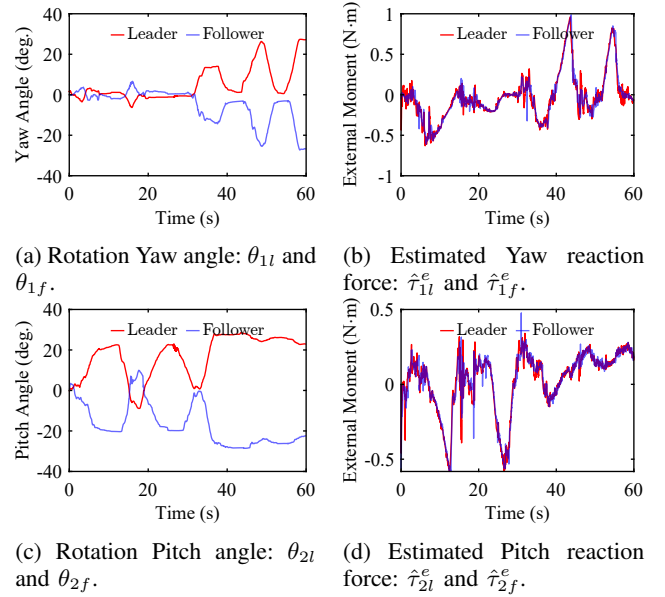 Leader Follower
Yaw Angle (deg.)
40
20
0
20
-40
0 20 40 60
Time (s)
(a) Rotation Yaw angle: θ1l and
θ1f.
Leader Follower
External Moment (N·m)
1
0.5
0
-0.5
-1
0 20 40 60
Time (s)
(b) Estimated Yaw reaction
force: τ̂ᵉ1l and τ̂ᵉ1f.
Leader Follower
Pitch Angle (deg.)
40
20
0
-20
-40
0 20 40 60
Time (s)
(c) Rotation Pitch angle: θ2l
and θ2f.
Leader Follower
External Moment (N·m)
0.5
0
-0.5
0 20 40 60
Time (s)
(d) Estimated Pitch reaction
force: τ̂ᵉ2l and τ̂ᵉ2f.